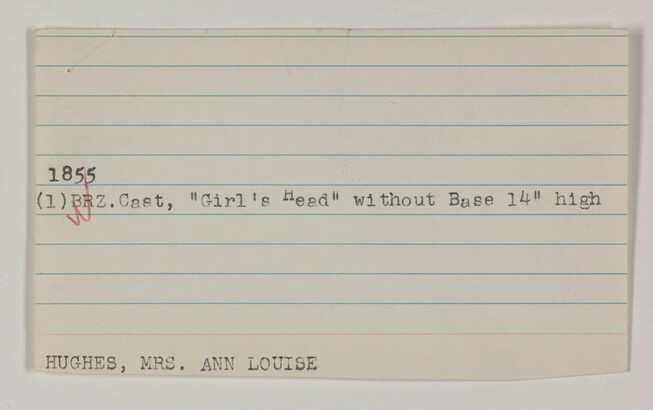 1855
(1)BRZ.Cast, "Girl's Head" without Base 14" high
HUGHES, MRS. ANN LOUISE